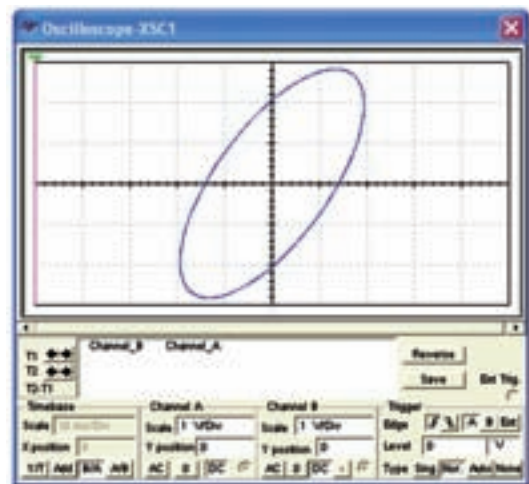 Oscilloscope-XSC1
T1
T2
T2-T1
Channel_B Channel_A
Reverse
Save
Ext Trig
Timebase
Scale
X position
Y/T Add B/A A/B
Channel A
Scale 1 V/Div
Y position 0
AC 0 DC
Channel B
Scale 1 V/Div
Y position 0
AC 0 DC -
Trigger
Edge A B Ext
Level 0 V
Type Sing Nor Auto None